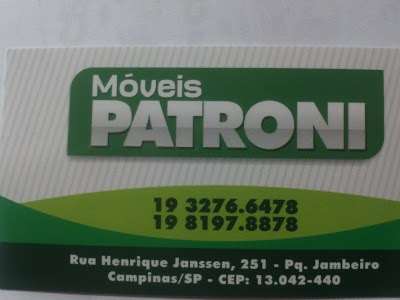 Móveis
PATRONI
19 3276.6478
19 8197.8878
Rua Henrique Janssen, 251 - Pq. Jambeiro
Campinas/SP - CEP: 13.042-440